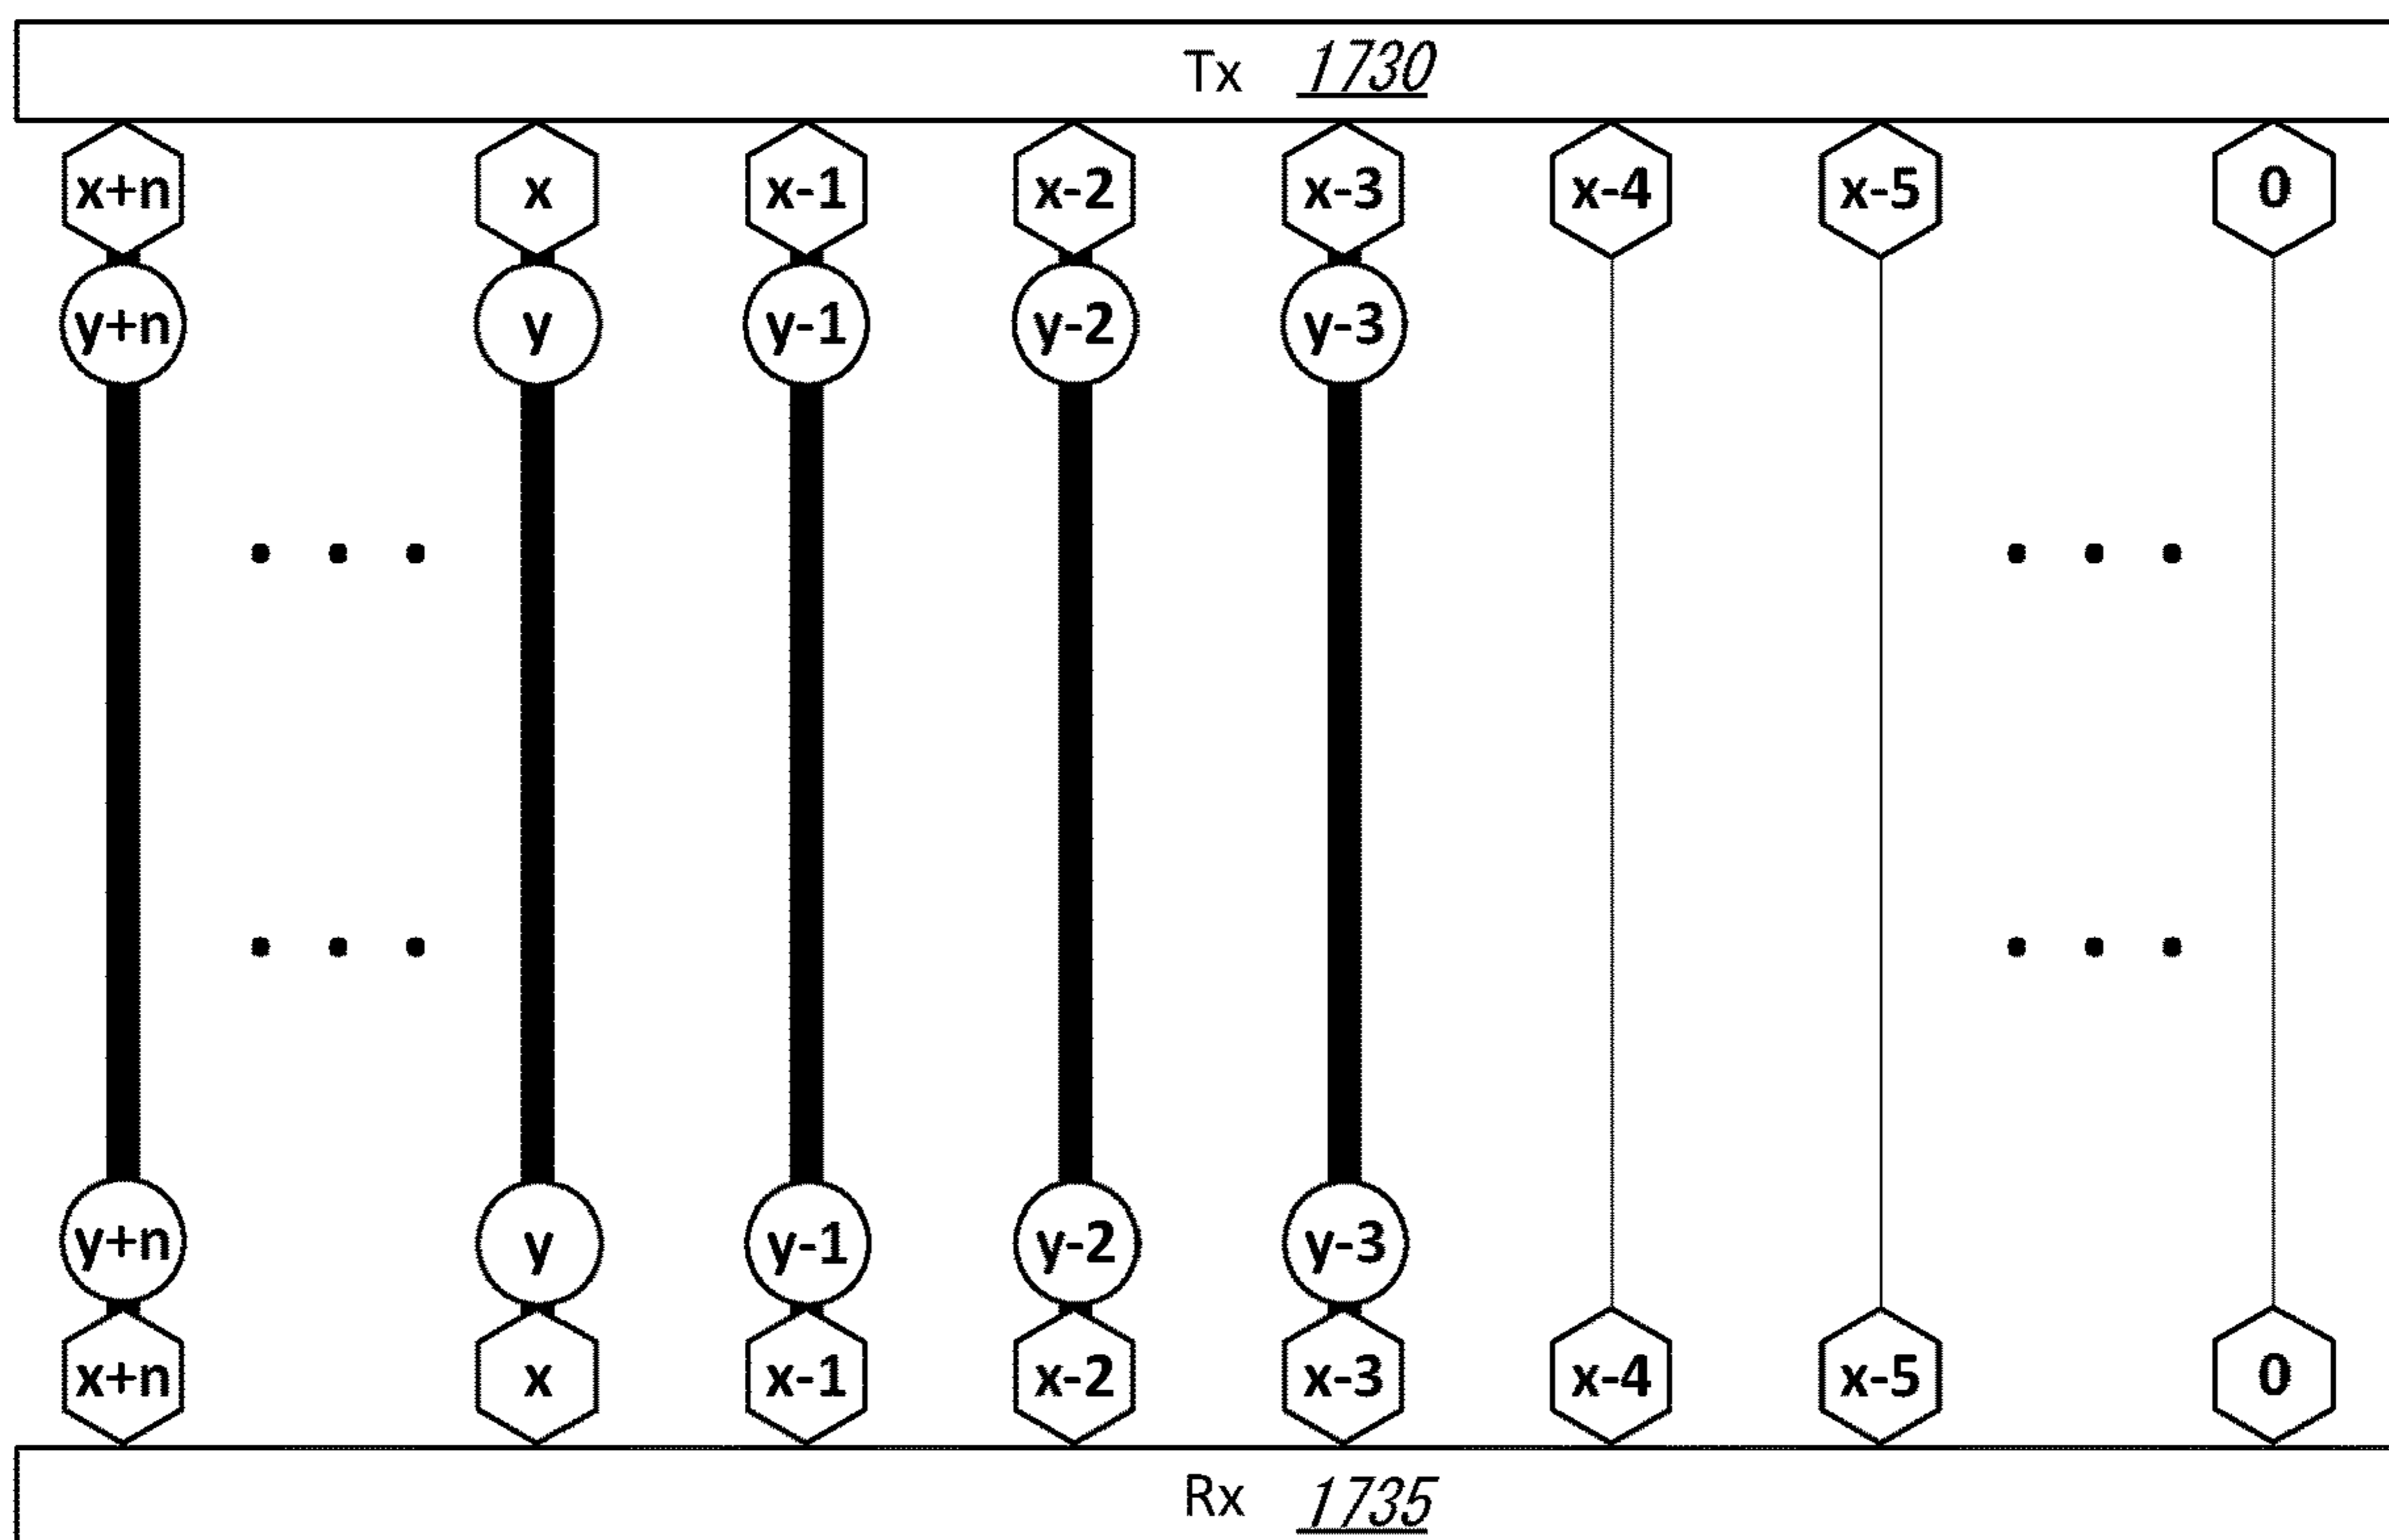 Tx 1730
x+n x x-1 x-2 x-3 x-4 x-5 0
y+n y y-1 y-2 y-3
y+n y y-1 y-2 y-3
x+n x x-1 x-2 x-3 x-4 x-5 0
Rx 1735